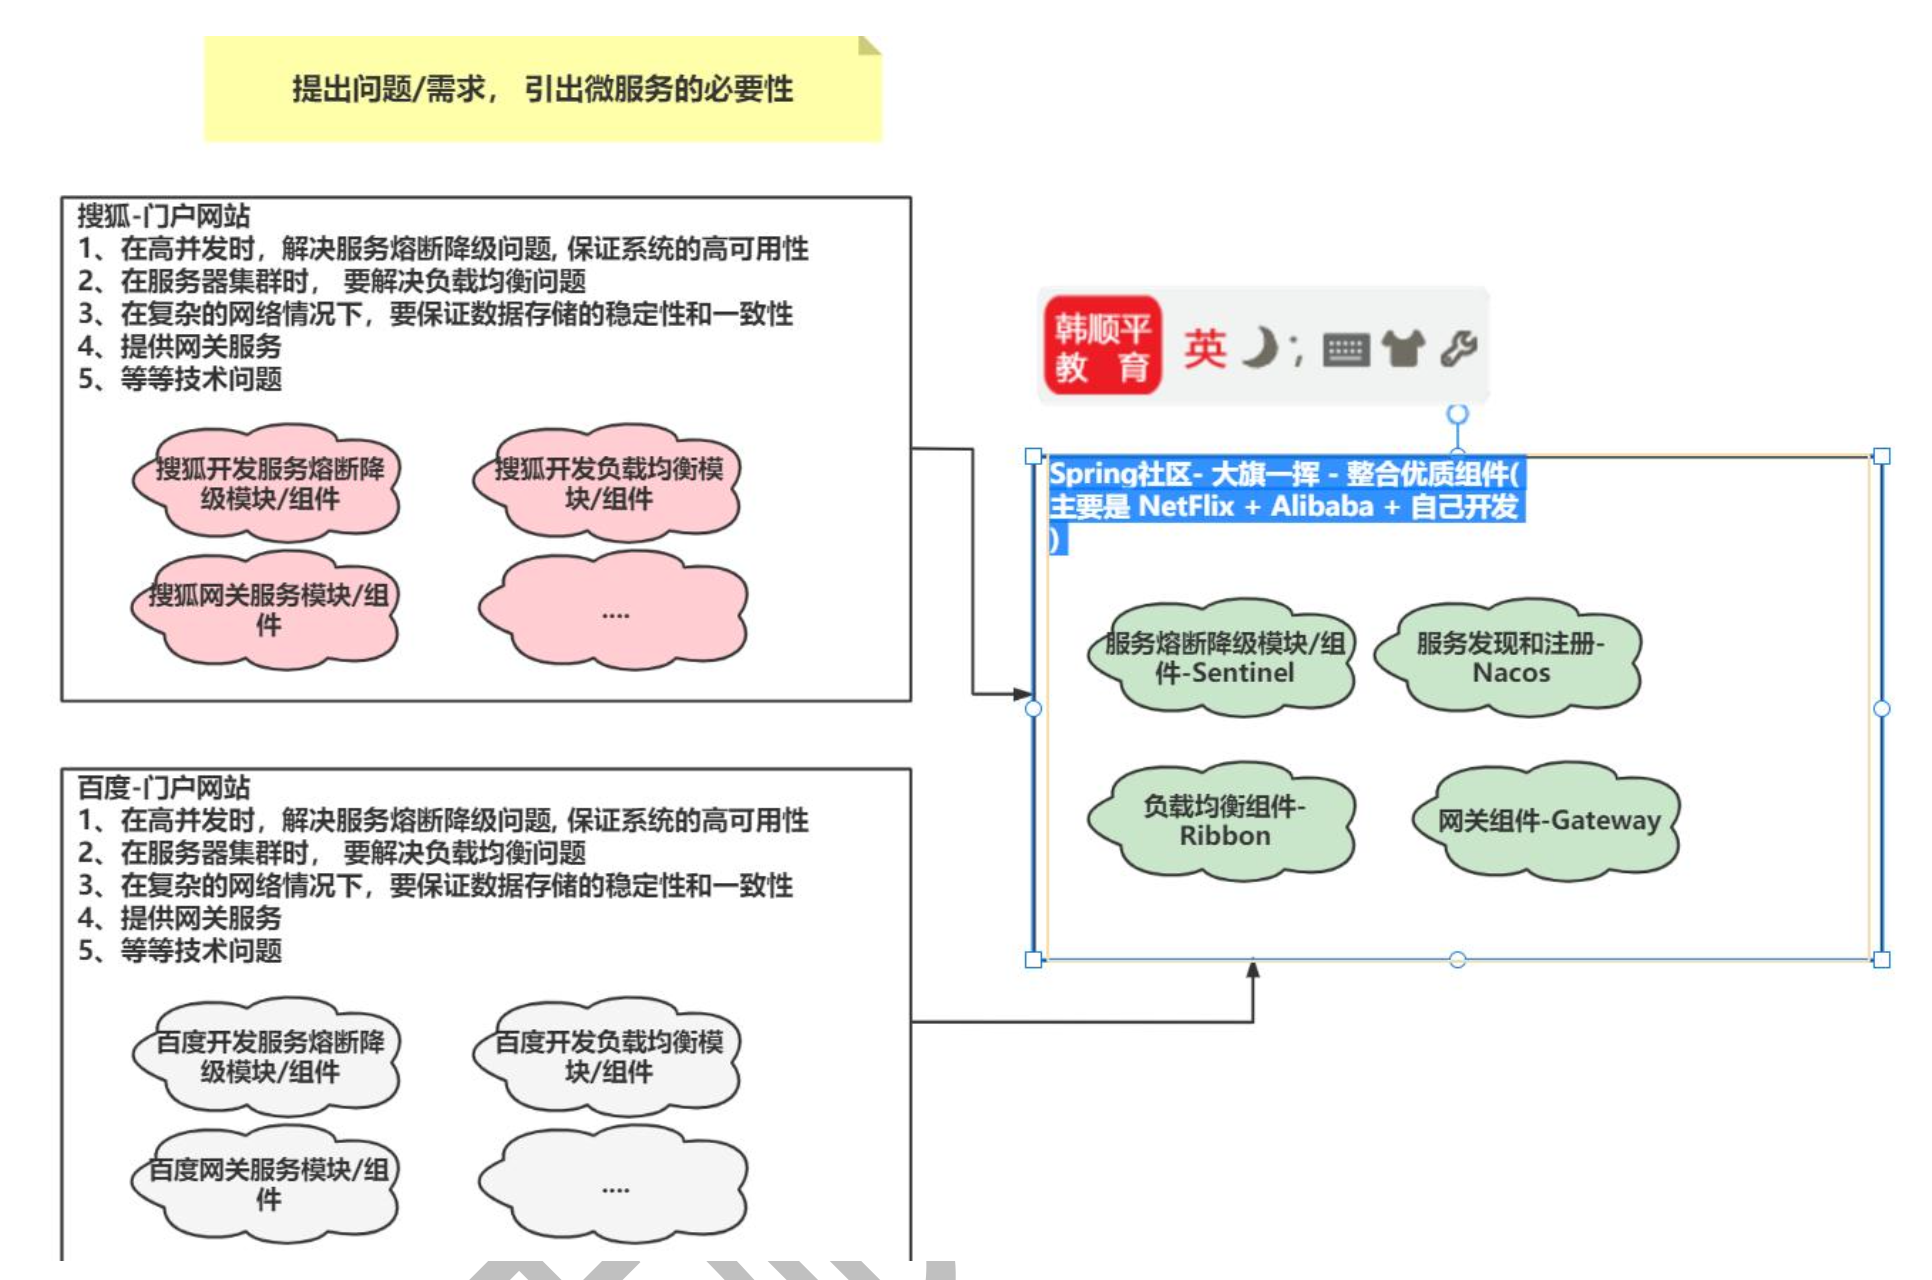 提出问题/需求， 引出微服务的必要性
搜狐-门户网站
1、在高并发时，解决服务熔断降级问题, 保证系统的高可用性
2、在服务器集群时， 要解决负载均衡问题
3、在复杂的网络情况下，要保证数据存储的稳定性和一致性
4、提供网关服务
5、等等技术问题
搜狐开发服务熔断降
级模块/组件
搜狐开发负载均衡模
块/组件
搜狐网关服务模块/组
件
....
韩顺平
教 育
英
;
Spring社区- 大旗一挥 - 整合优质组件(
主要是 NetFlix + Alibaba + 自己开发
)
服务熔断降级模块/组
件-Sentinel
服务发现和注册-
Nacos
负载均衡组件-
Ribbon
网关组件-Gateway
百度-门户网站
1、在高并发时，解决服务熔断降级问题, 保证系统的高可用性
2、在服务器集群时， 要解决负载均衡问题
3、在复杂的网络情况下，要保证数据存储的稳定性和一致性
4、提供网关服务
5、等等技术问题
百度开发服务熔断降
级模块/组件
百度开发负载均衡模
块/组件
百度网关服务模块/组
件
....